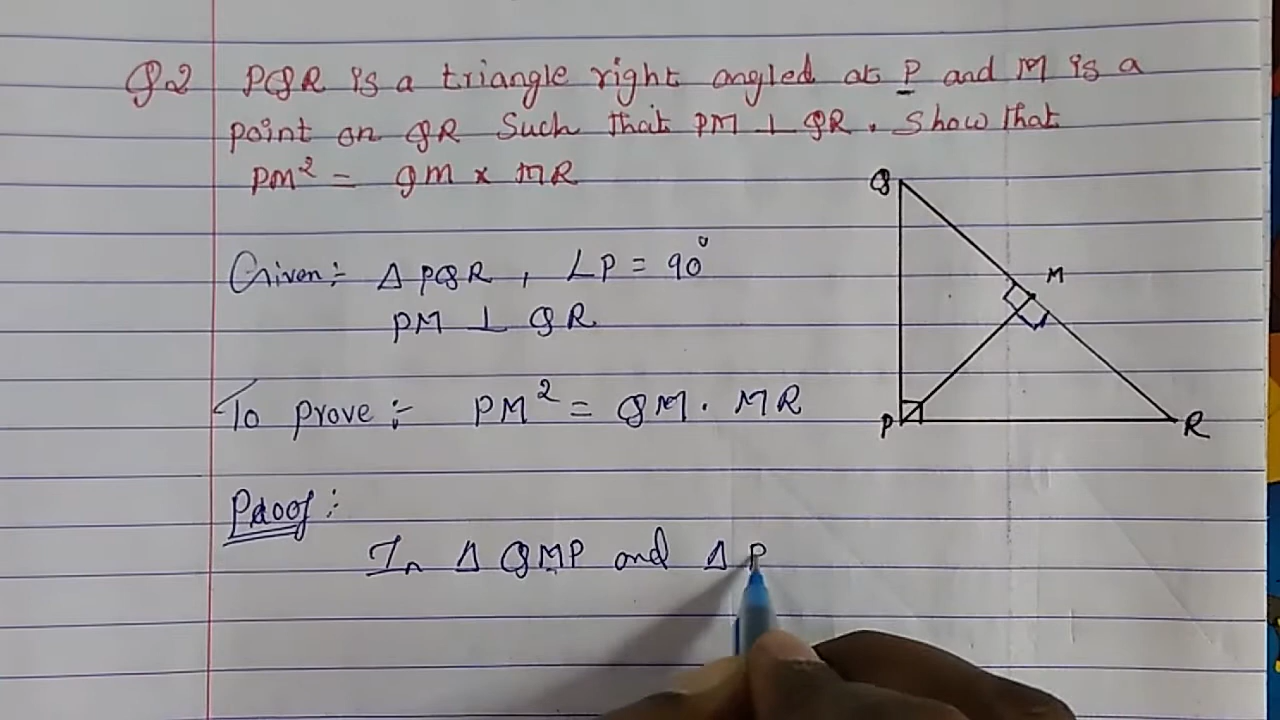 Q2 PQR is a triangle right angled at P and M is a
point on QR Such that PM ⊥ QR. Show that
PM² = QM × MR
Q
M
P
R
Given:- Δ PQR, ∠P = 90°
PM ⊥ QR
To prove:- PM² = QM . MR
Proof:
In Δ QMP and Δ P